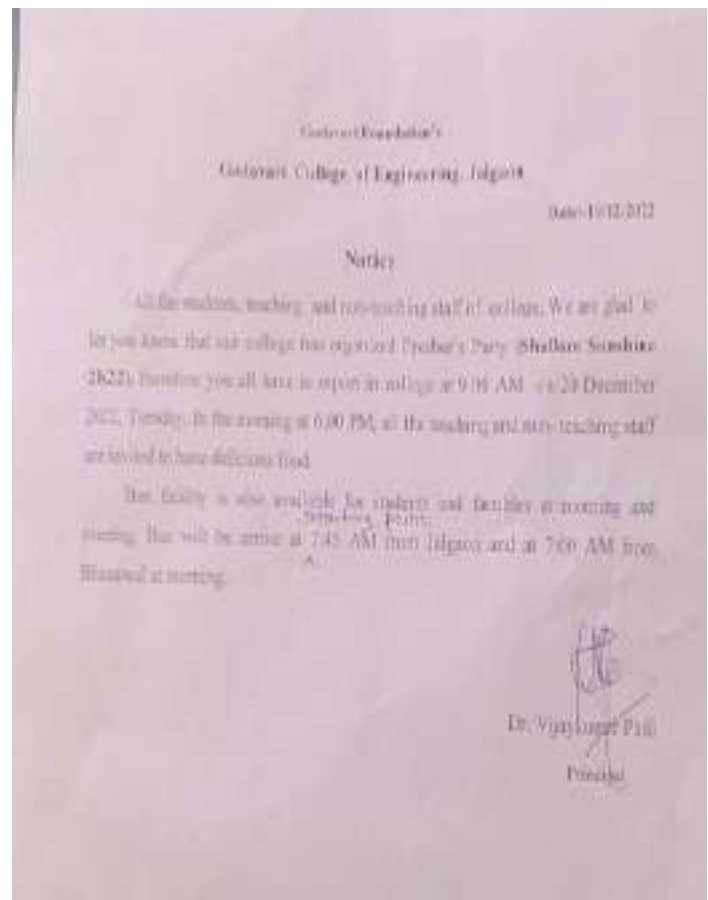 Godavari Foundation's
Godavari College of Engineering, Jalgaon
Notice
All the students, teaching, and non-teaching staff of college, We are glad to
let you know that our college has organized Fresher's Party
therefore you all have to report in college at 9:00 AM on 20 December
2022, Tuesday. In the evening at 6:00 PM, all the teaching and non-teaching staff
are invited to have delicious food.
Bus facility is also available for students and faculties at morning and
Starting Point
evening. Bus will be arrive at 7:45 AM from Jalgaon and at 7:00 AM from
Bhusawal at morning.
Dr. Vijaykumar Patil
Principal